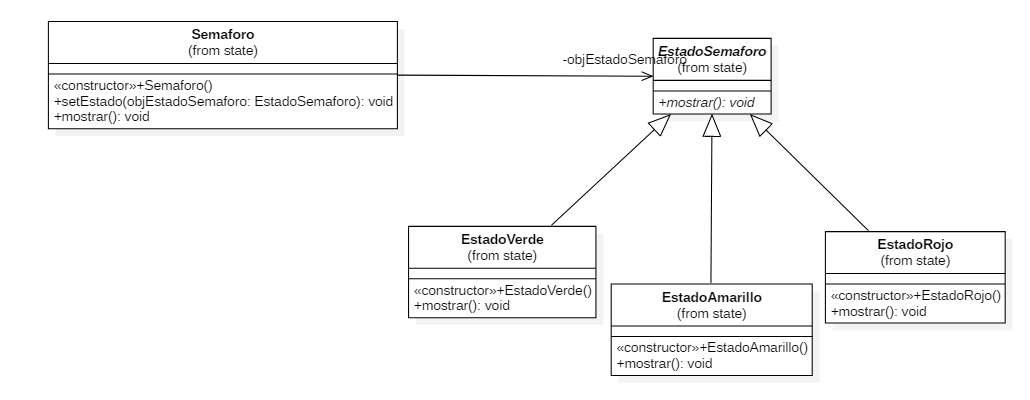 Semaforo
(from state)
«constructor»+Semaforo()
+setEstado(objEstadoSemaforo: EstadoSemaforo): void
+mostrar(): void
-objEstadoSemaforo
EstadoSemaforo
(from state)
+mostrar(): void
EstadoVerde
(from state)
«constructor»+EstadoVerde()
+mostrar(): void
EstadoAmarillo
(from state)
«constructor»+EstadoAmarillo()
+mostrar(): void
EstadoRojo
(from state)
«constructor»+EstadoRojo()
+mostrar(): void